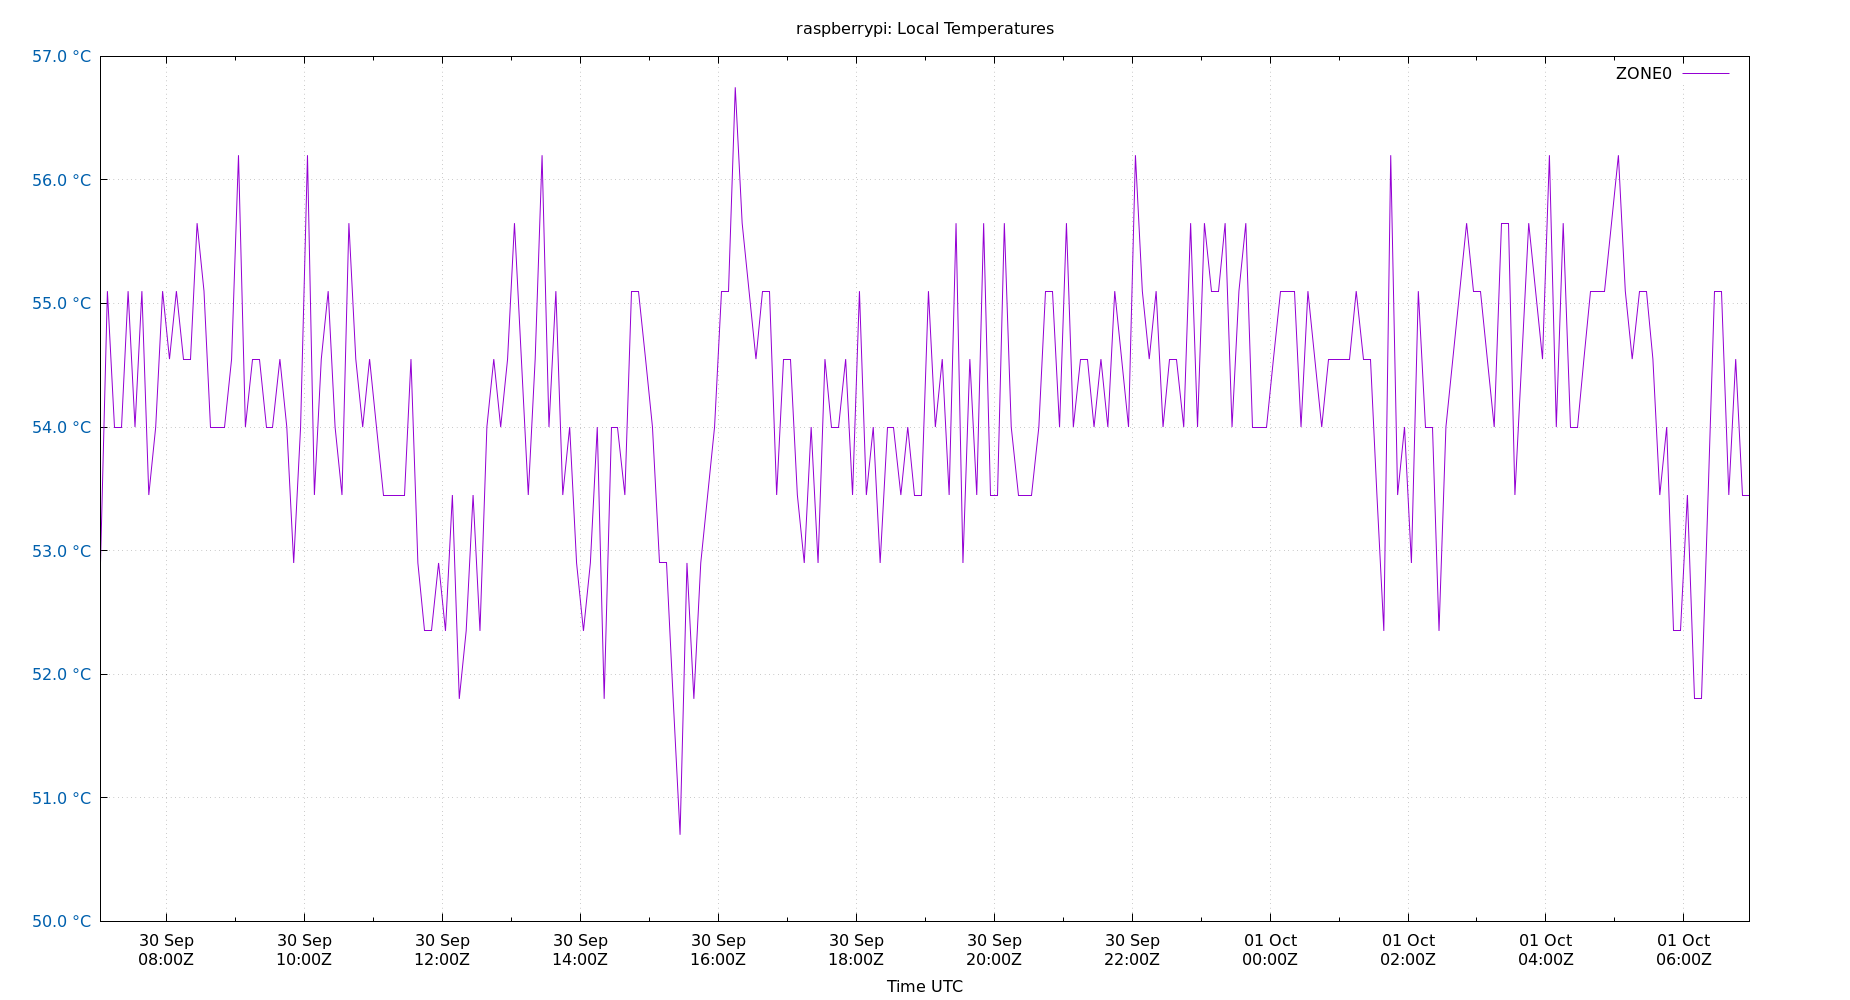 raspberrypi: Local Temperatures
57.0 °C
ZONE0
56.0 °C
55.0 °C
54.0 °C
53.0 °C
52.0 °C
51.0 °C
50.0 °C
30 Sep 30 Sep 30 Sep 30 Sep 30 Sep 30 Sep 30 Sep 30 Sep 01 Oct 01 Oct 01 Oct 01 Oct
08:00Z 10:00Z 12:00Z 14:00Z 16:00Z 18:00Z 20:00Z 22:00Z 00:00Z 02:00Z 04:00Z 06:00Z
Time UTC